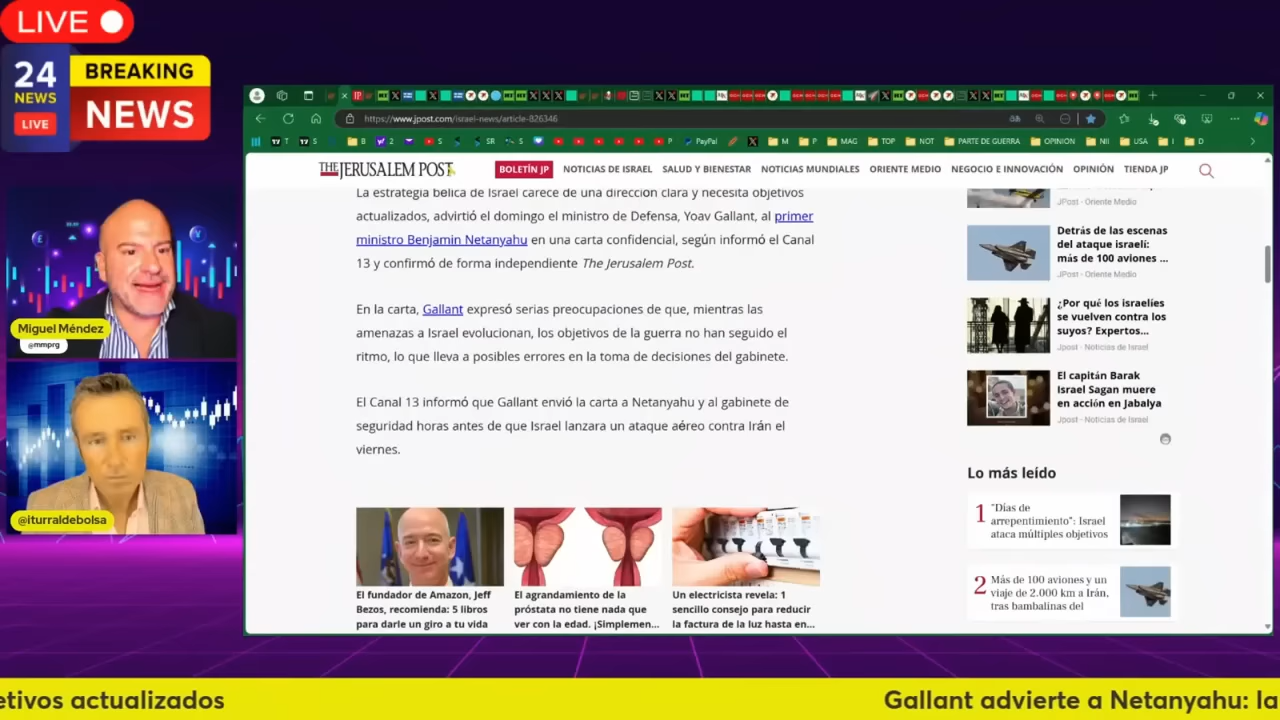 LIVE
24
NEWS
LIVE
BREAKING
NEWS
Miguel Méndez
@mmprg
@iturraldebolsa
https://www.jpost.com/israel-news/article-826346
PayPal
MAG
TOP
NOT
PARTE DE GUERRA
OPINION
NII
USA
THE JERUSALEM POST
BOLETÍN JP
NOTICIAS DE ISRAEL
SALUD Y BIENESTAR
NOTICIAS MUNDIALES
ORIENTE MEDIO
NEGOCIO E INNOVACIÓN
OPINIÓN
TIENDA JP
La estrategia bélica de Israel carece de una dirección clara y necesita objetivos
actualizados, advirtió el domingo el ministro de Defensa, Yoav Gallant, al primer
ministro Benjamin Netanyahu en una carta confidencial, según informó el Canal
13 y confirmó de forma independiente The Jerusalem Post.
En la carta, Gallant expresó serias preocupaciones de que, mientras las
amenazas a Israel evolucionan, los objetivos de la guerra no han seguido el
ritmo, lo que lleva a posibles errores en la toma de decisiones del gabinete.
El Canal 13 informó que Gallant envió la carta a Netanyahu y al gabinete de
seguridad horas antes de que Israel lanzara un ataque aéreo contra Irán el
viernes.
El fundador de Amazon, Jeff
Bezos, recomienda: 5 libros
para darle un giro a tu vida
El agrandamiento de la
próstata no tiene nada que
ver con la edad. ¡Simplemen...
Un electricista revela: 1
sencillo consejo para reducir
la factura de la luz hasta en...
JPost - Oriente Medio
Detrás de las escenas
del ataque israelí:
más de 100 aviones ...
JPost - Oriente Medio
¿Por qué los israelíes
se vuelven contra los
suyos? Expertos...
Jpost - Noticias de Israel
El capitán Barak
Israel Sagan muere
en acción en Jabalya
Jpost - Noticias de Israel
Lo más leído
1
"Días de
arrepentimiento": Israel
ataca múltiples objetivos
2
Más de 100 aviones y un
viaje de 2.000 km a Irán,
tras bambalinas del
etivos actualizados
Gallant advierte a Netanyahu: la